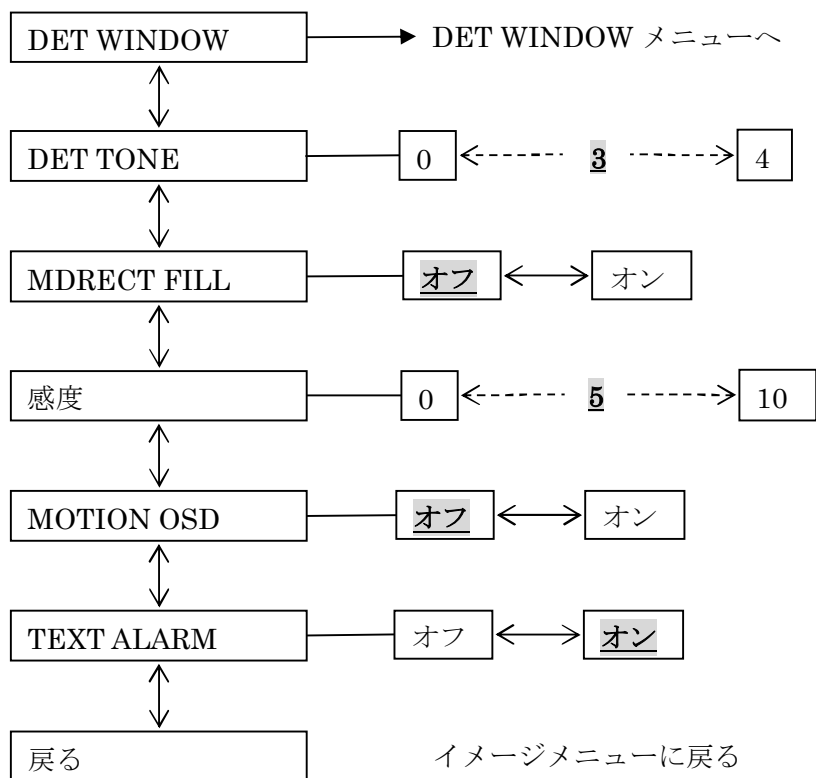 DET WINDOW DET WINDOW メニューへ
DET TONE 0 3 4
MDRECT FILL オフ オン
感度 0 5 10
MOTION OSD オフ オン
TEXT ALARM オフ オン
戻る イメージメニューに戻る